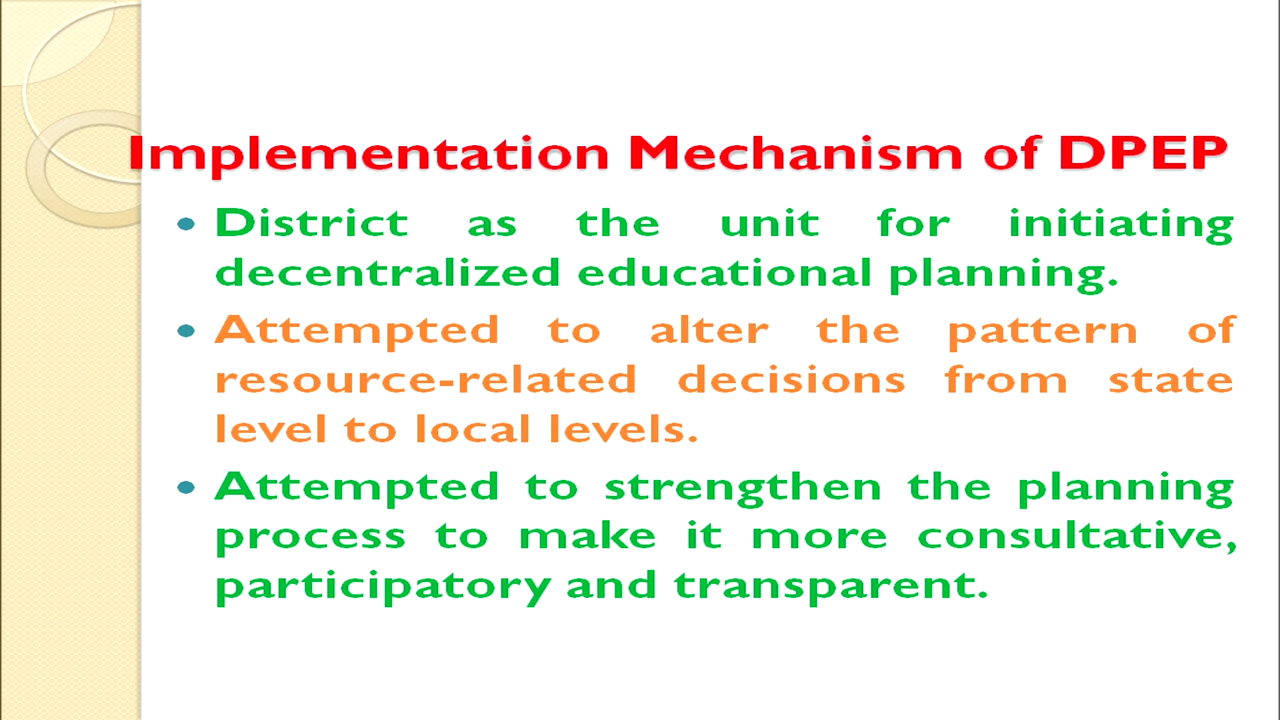 Implementation Mechanism of DPEP
• District as the unit for initiating
decentralized educational planning.
• Attempted to alter the pattern of
resource-related decisions from state
level to local levels.
• Attempted to strengthen the planning
process to make it more consultative,
participatory and transparent.